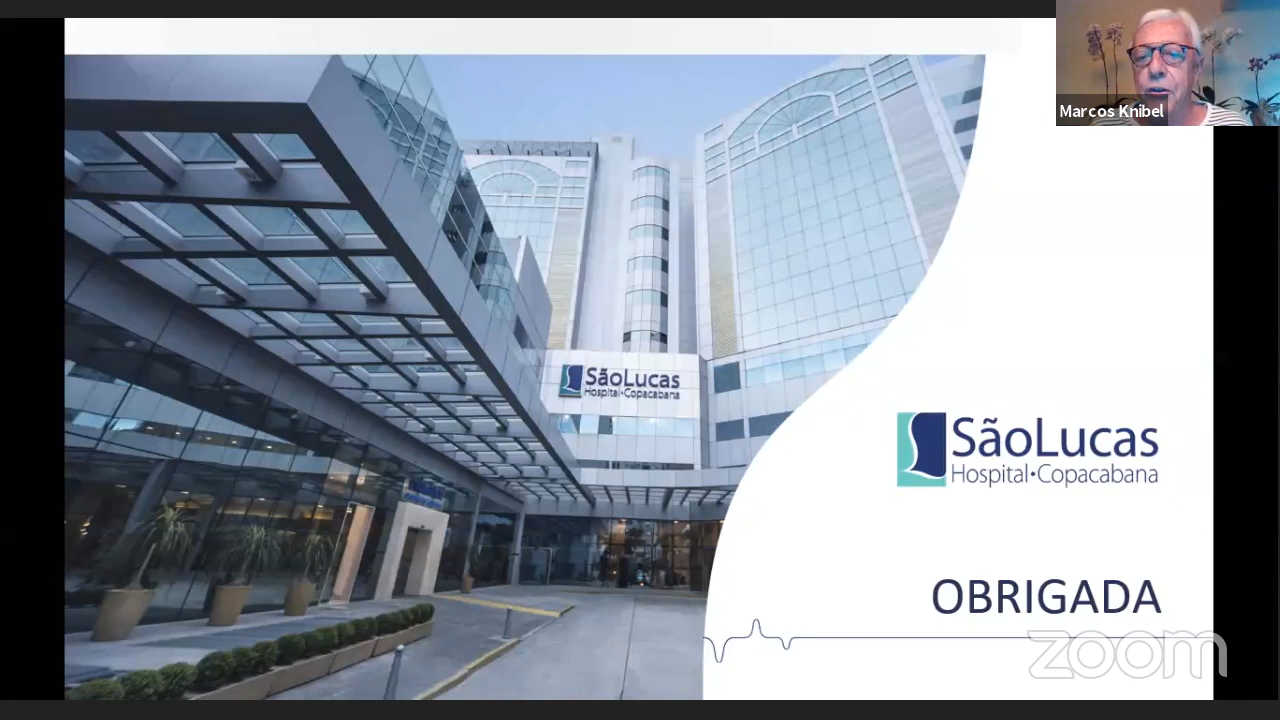 Marcos Knibel
SãoLucas
Hospital•Copacabana
SãoLucas
Hospital•Copacabana
OBRIGADA
zoom